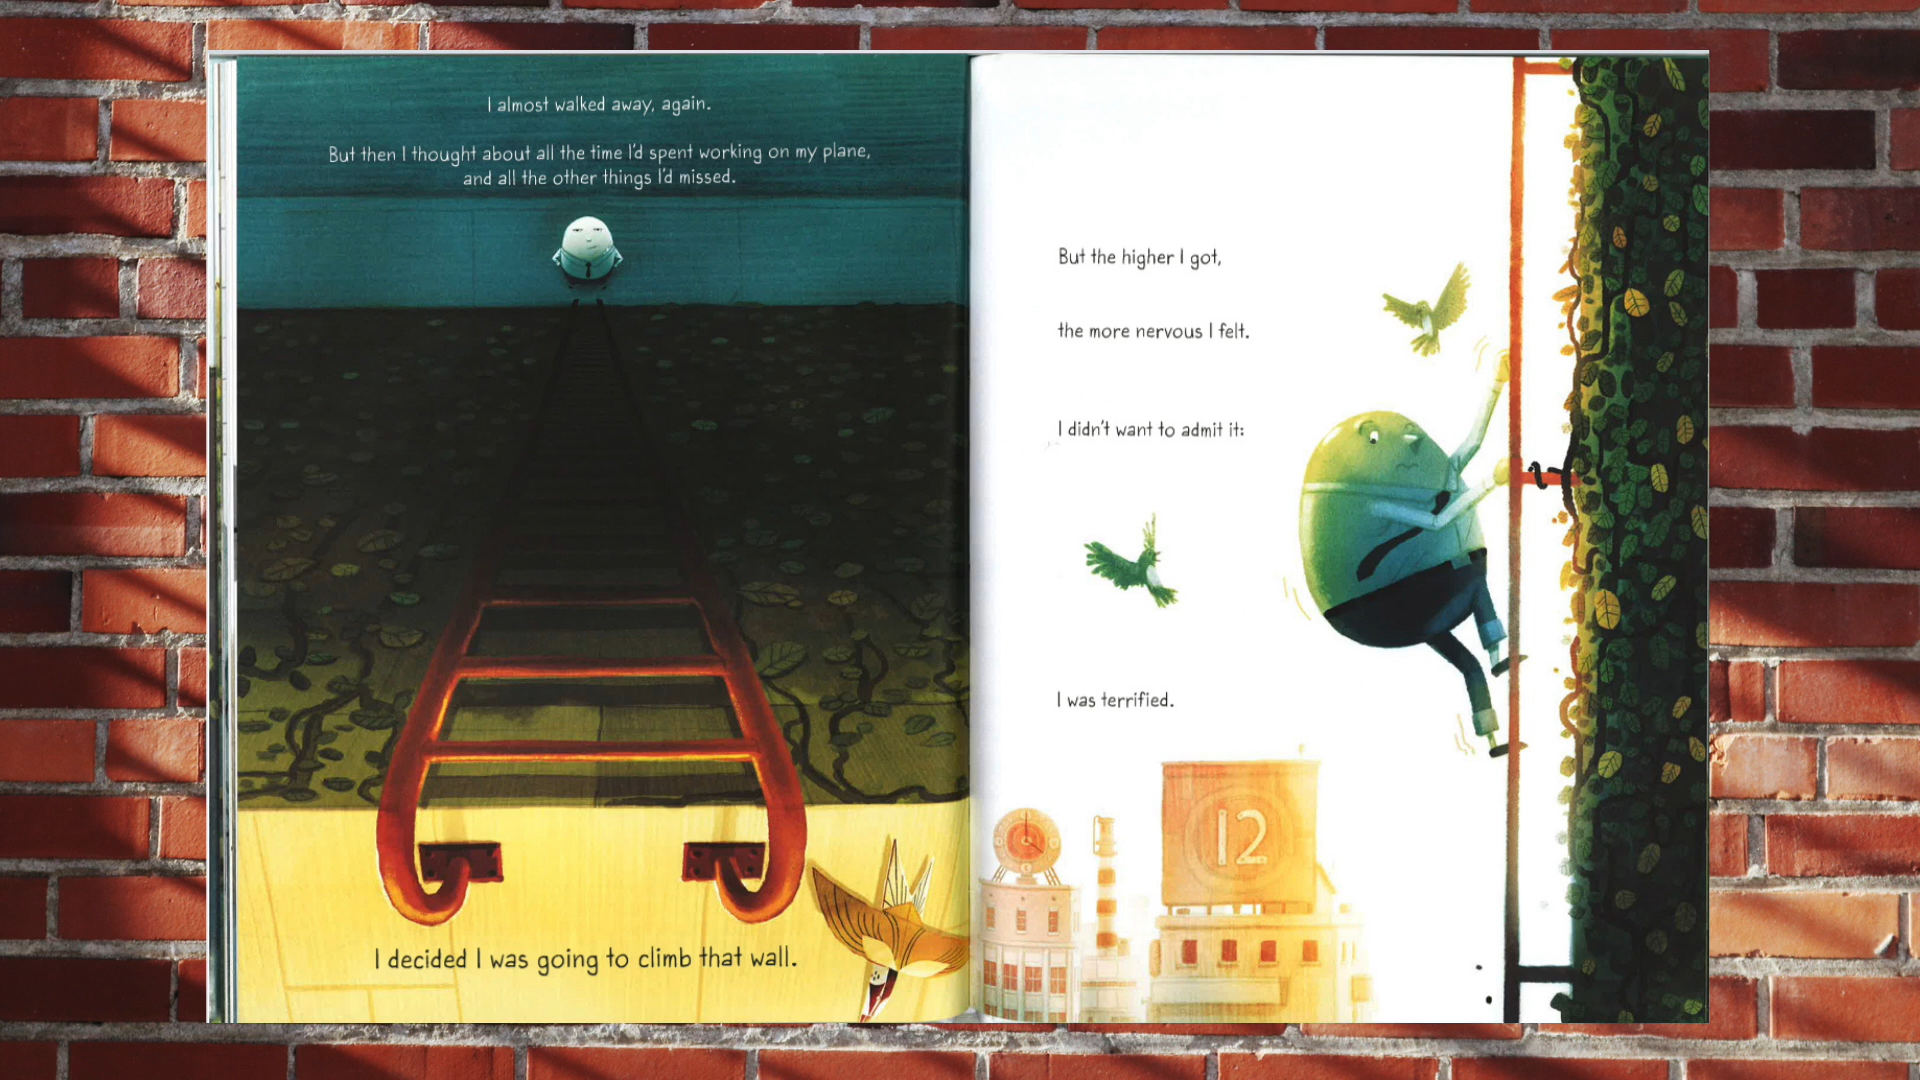 I almost walked away, again.
But then I thought about all the time I'd spent working on my plane,
and all the other things I'd missed.
I decided I was going to climb that wall.
But the higher I got,
the more nervous I felt.
I didn't want to admit it:
I was terrified.
12